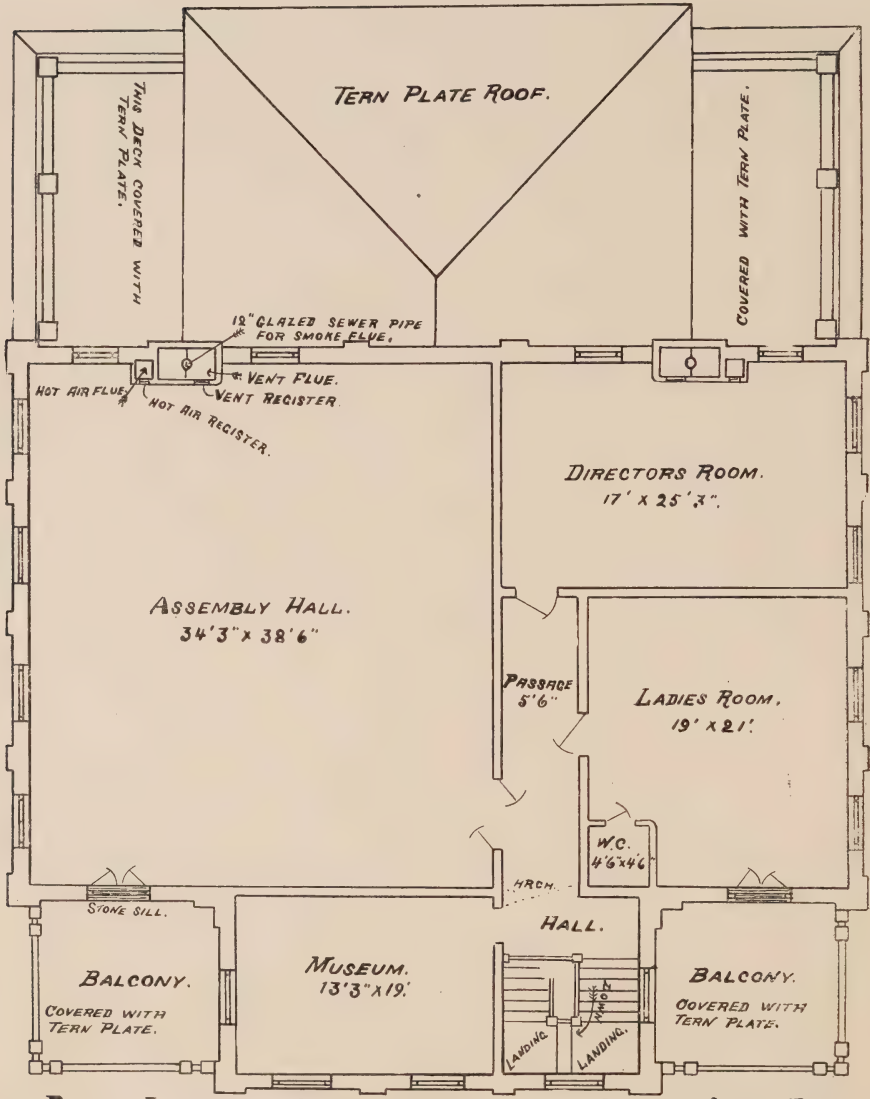 TERN PLATE ROOF.
THIS DECK COVERED WITH
TERN PLATE.
COVERED WITH TERN PLATE.
12" GLAZED SEWER PIPE
FOR SMOKE FLUE.
VENT FLUE.
VENT REGISTER.
HOT AIR FLUE
HOT AIR REGISTER.
DIRECTORS ROOM.
17' X 25'3".
ASSEMBLY HALL.
34'3" X 38'6"
PASSAGE
5'6"
LADIES ROOM.
19' X 21'.
W.C.
4'6"X4'6"
ARCH.
HALL.
STONE SILL.
BALCONY.
COVERED WITH
TERN PLATE.
MUSEUM.
13'3"X19'.
DOWN
LANDING
LANDING.
BALCONY.
COVERED WITH
TERN PLATE.